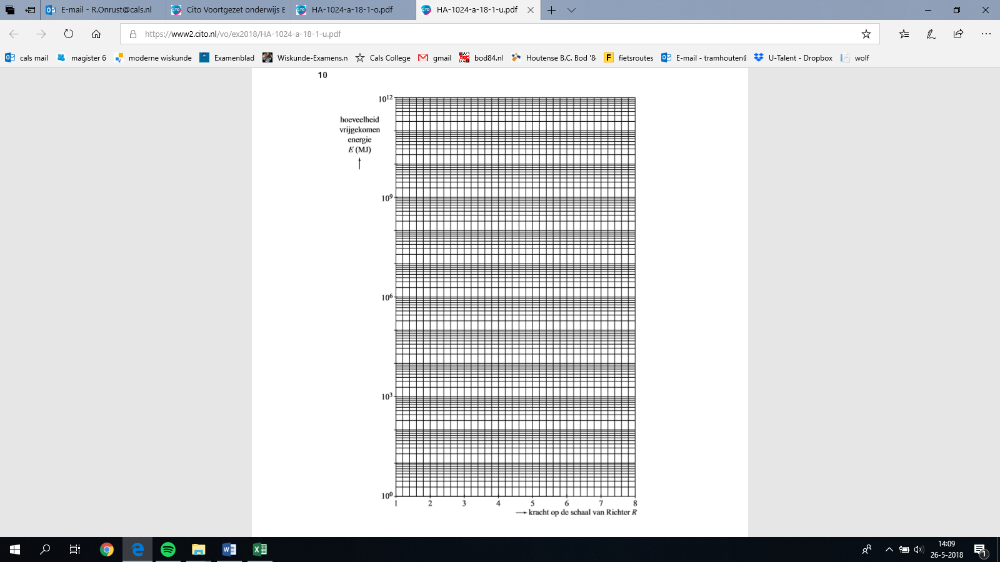 E-mail - R.Onrust@cals.nl
Cito Voortgezet onderwijs E
HA-1024-a-18-1-o.pdf
HA-1024-a-18-1-u.pdf
https://www2.cito.nl/vo/ex2018/HA-1024-a-18-1-u.pdf
cals mail
magister 6
moderne wiskunde
Examenblad
Wiskunde-Examens.n
Cals College
gmail
bod84.nl
Houtense B.C. Bod '84
fietsroutes
E-mail - tramhouten@
U-Talent - Dropbox
wolf
10
10¹²
hoeveelheid
vrijgekomen
energie
E (MJ)
10⁹
10⁶
10³
10⁰
1 2 3 4 5 6 7 8
kracht op de schaal van Richter R
14:09
26-5-2018
1